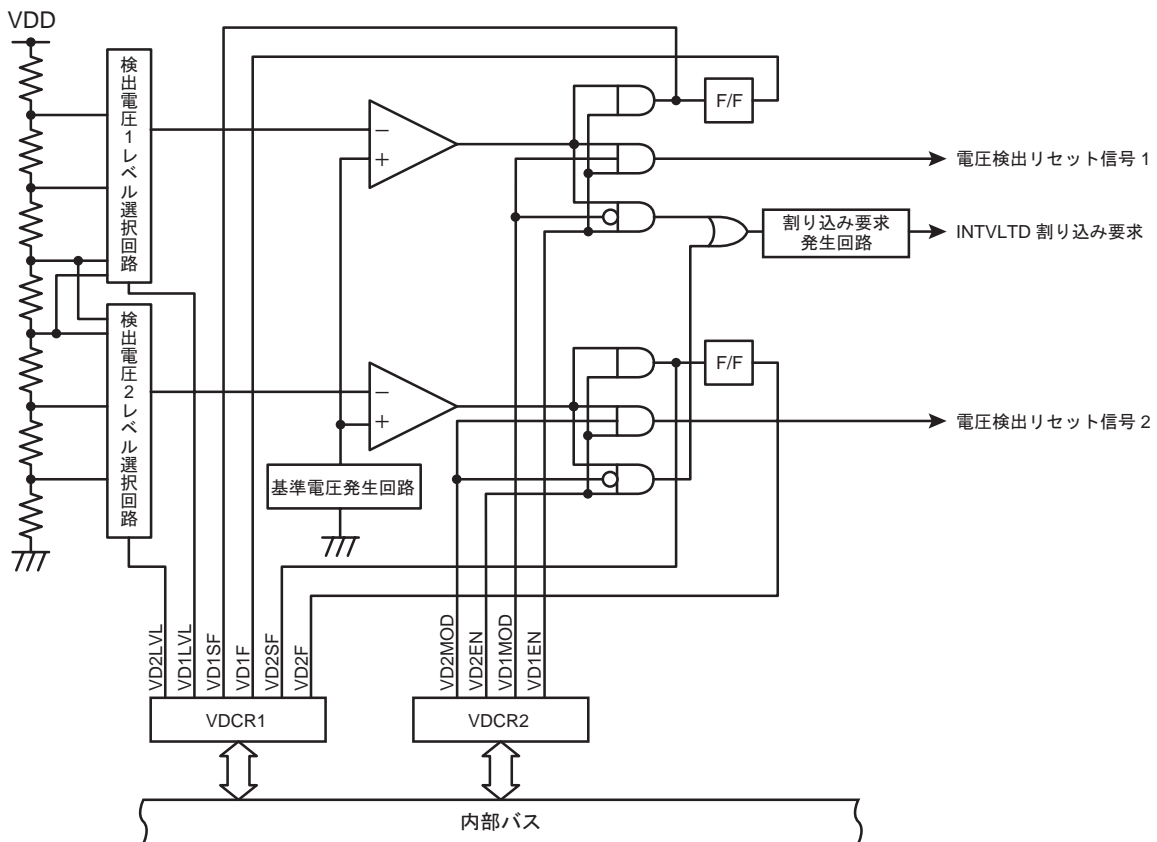 VDD
検出電圧1レベル選択回路
検出電圧2レベル選択回路
−
+
−
+
基準電圧発生回路
F/F
電圧検出リセット信号 1
割り込み要求
発生回路
INTVLTD 割り込み要求
F/F
電圧検出リセット信号 2
VD2LVL
VD1LVL
VD1SF
VD1F
VD2SF
VD2F
VD2MOD
VD2EN
VD1MOD
VD1EN
VDCR1
VDCR2
内部バス